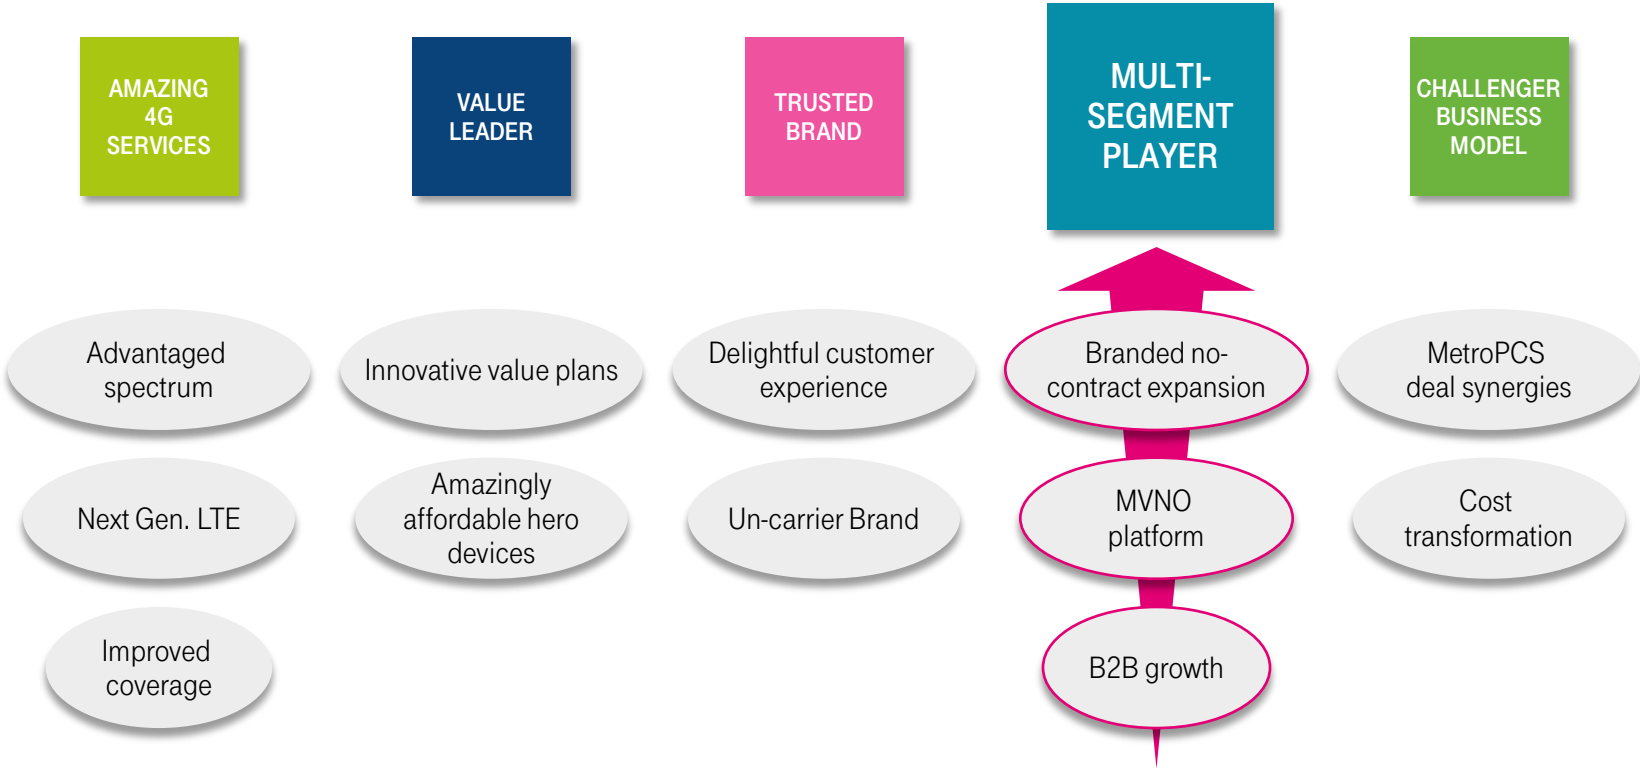 AMAZING
4G
SERVICES
VALUE
LEADER
TRUSTED
BRAND
MULTI-
SEGMENT
PLAYER
CHALLENGER
BUSINESS
MODEL
Advantaged
spectrum
Innovative value plans
Delightful customer
experience
Branded no-
contract expansion
MetroPCS
deal synergies
Next Gen. LTE
Amazingly
affordable hero
devices
Un-carrier Brand
MVNO
platform
Cost
transformation
Improved
coverage
B2B growth